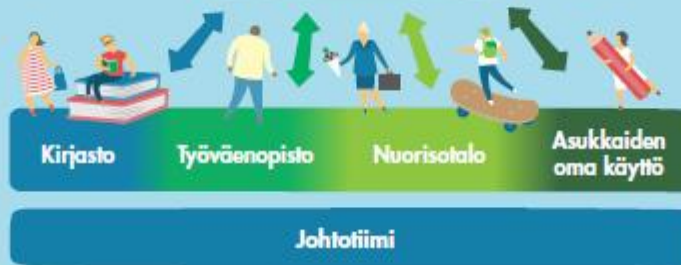 Kirjasto
Työväenopisto
Nuorisotalo
Asukkaiden
oma käyttö
Johtotiimi